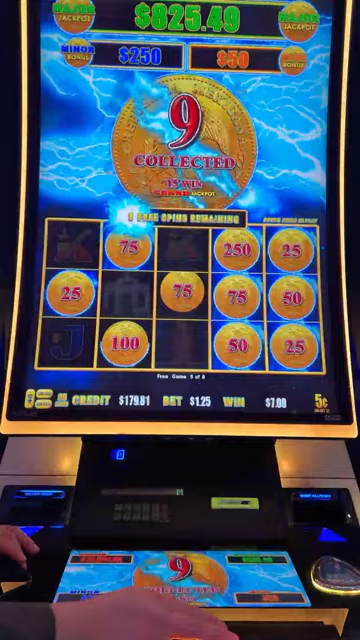 MAJOR
JACKPOT
$825.49
MAJOR
JACKPOT
MINOR
BONUS
$250
$50
BONUS
9
COLLECTED
15 WIN
GRAND JACKPOT
FREE SPINS REMAINING
75
250
25
25
75
75
50
100
50
25
Free Game 5 of 8
CREDIT $179.81 BET $1.25 WIN $7.00
5¢
9